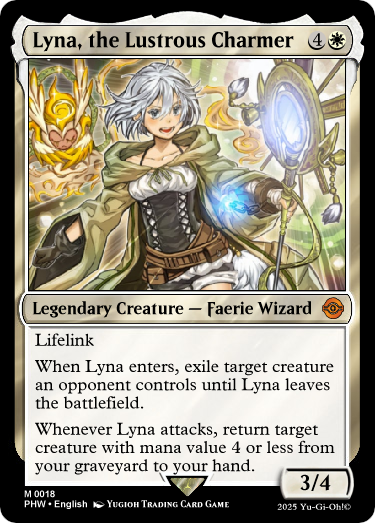 Lyna, the Lustrous Charmer 4
Legendary Creature — Faerie Wizard
Lifelink
When Lyna enters, exile target creature
an opponent controls until Lyna leaves
the battlefield.
Whenever Lyna attacks, return target
creature with mana value 4 or less from
your graveyard to your hand.
3/4
M 0018
PHW • English Yugioh Trading Card Game
2025 Yu-Gi-Oh!©